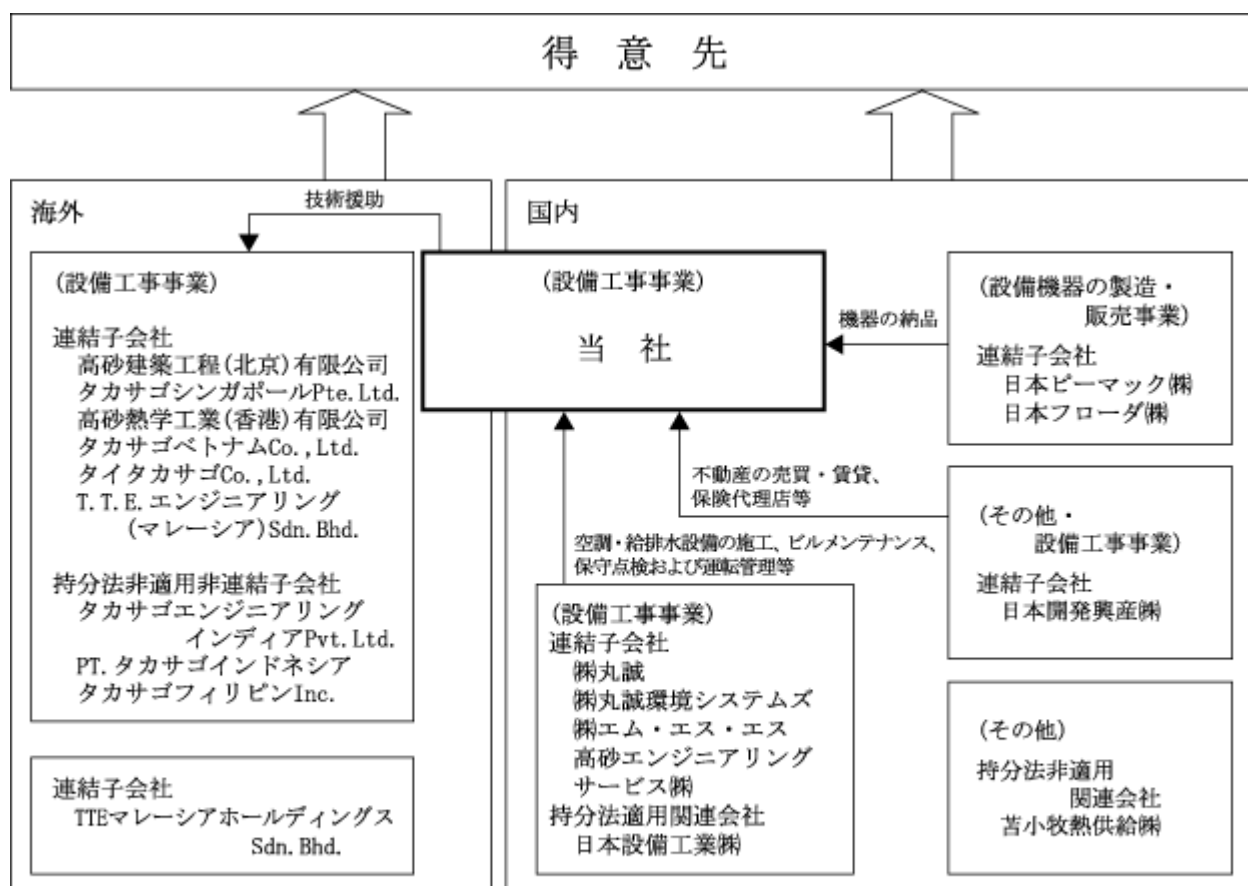 得意先
海外
技術援助
(設備工事事業)
連結子会社
高砂建築工程(北京)有限公司
タカサゴシンガポールPte.Ltd.
高砂熱学工業(香港)有限公司
タカサゴベトナムCo.,Ltd.
タイタカサゴCo.,Ltd.
T.T.E.エンジニアリング
(マレーシア)Sdn.Bhd.
持分法非適用非連結子会社
タカサゴエンジニアリング
インディアPvt.Ltd.
PT.タカサゴインドネシア
タカサゴフィリピンInc.
連結子会社
TTEマレーシアホールディングス
Sdn.Bhd.
国内
(設備工事事業)
当社
機器の納品
(設備機器の製造・
販売事業)
連結子会社
日本ピーマック㈱
日本フローダ㈱
不動産の売買・賃貸、
保険代理店等
(その他・
設備工事事業)
連結子会社
日本開発興産㈱
空調・給排水設備の施工、ビルメンテナンス、
保守点検および運転管理等
(設備工事事業)
連結子会社
㈱丸誠
㈱丸誠環境システムズ
㈱エム・エス・エス
高砂エンジニアリング
サービス㈱
持分法適用関連会社
日本設備工業㈱
(その他)
持分法非適用
関連会社
苫小牧熱供給㈱